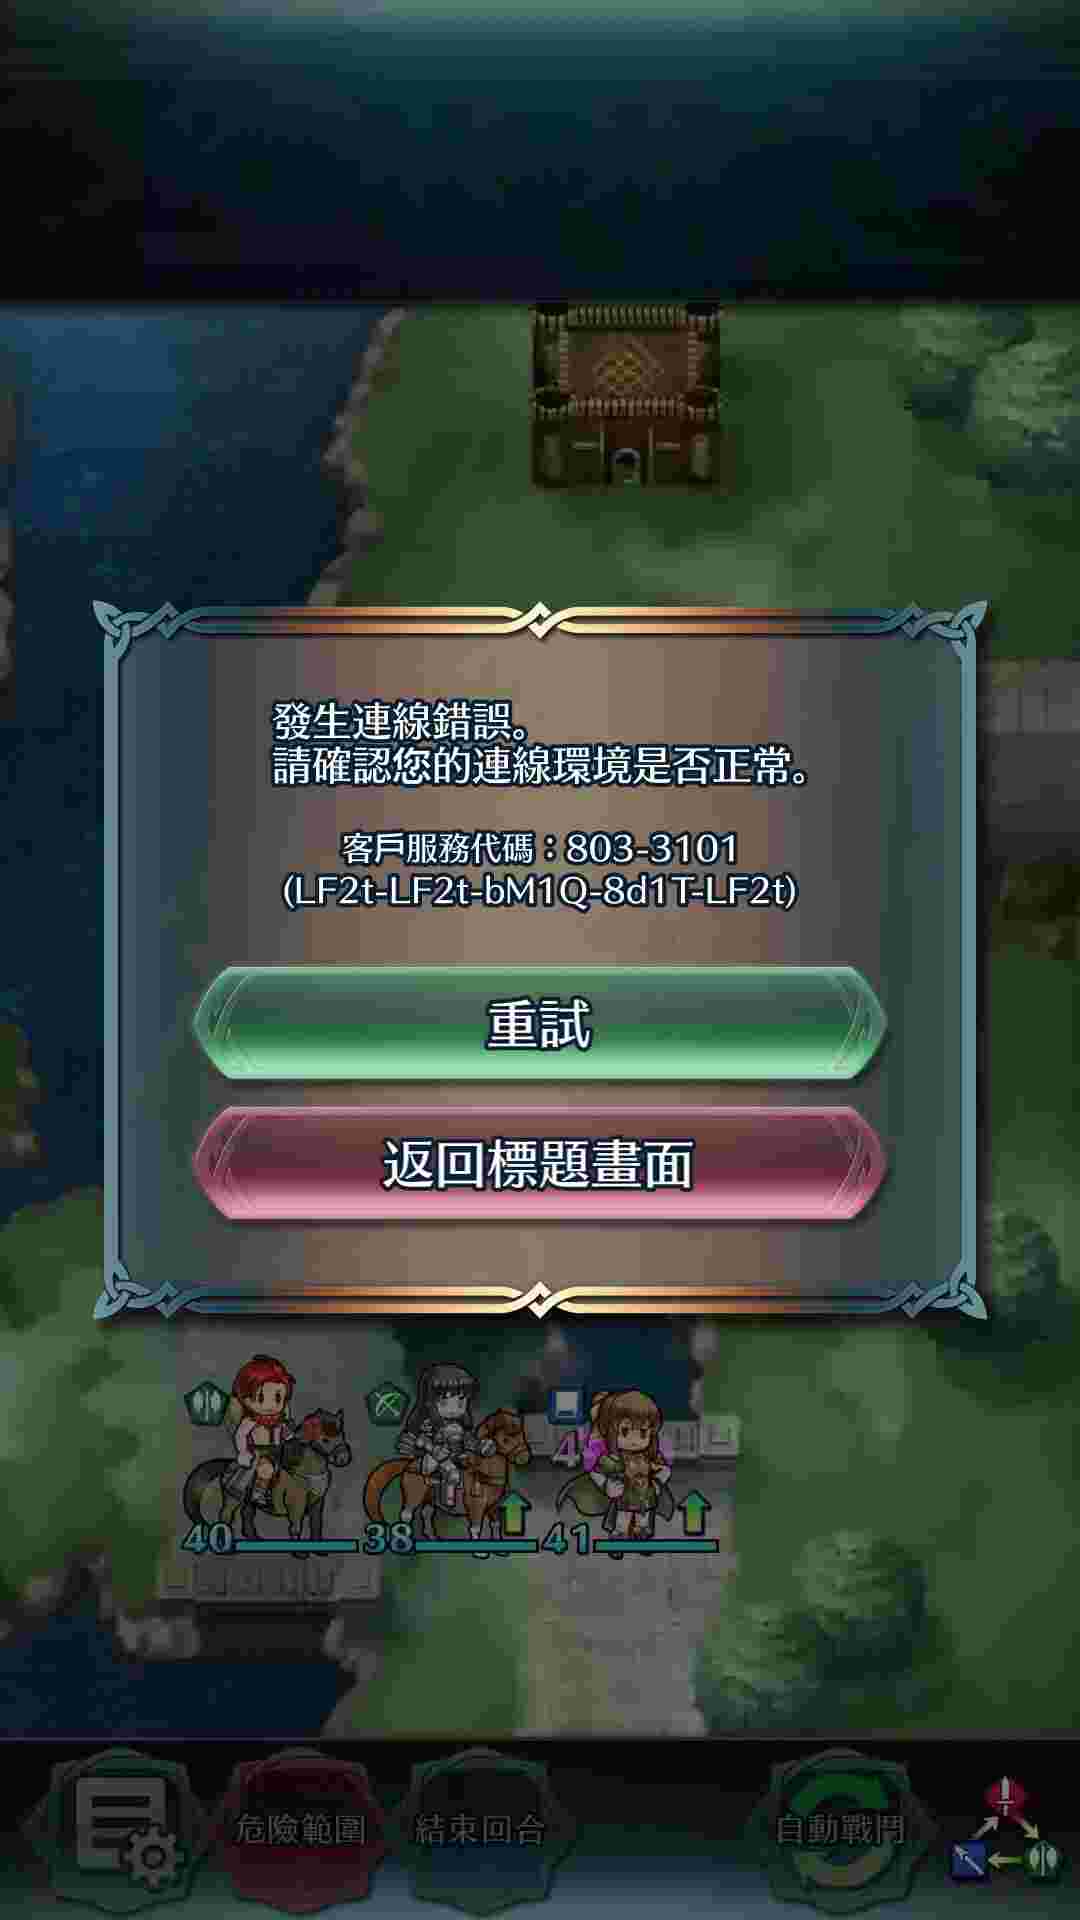 發生連線錯誤。
請確認您的連線環境是否正常。
客戶服務代碼：803-3101
(LF2t-LF2t-bM1Q-8d1T-LF2t)
重試
返回標題畫面
4
40
38
41
危險範圍
結束回合
自動戰鬥